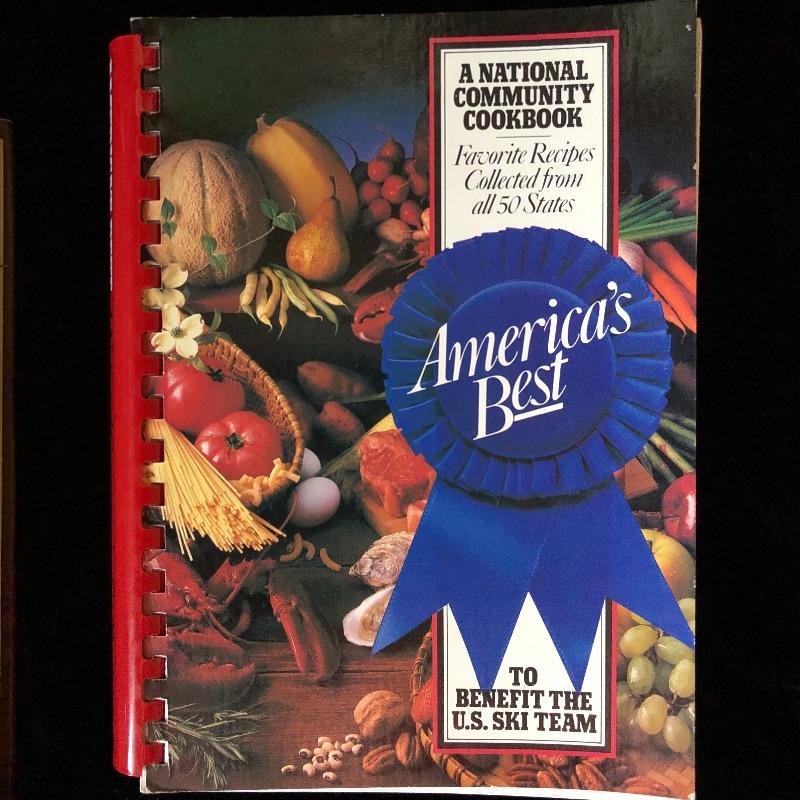 A NATIONAL
COMMUNITY
COOKBOOK
Favorite Recipes
Collected from
all 50 States
America's
Best
TO
BENEFIT THE
U.S. SKI TEAM